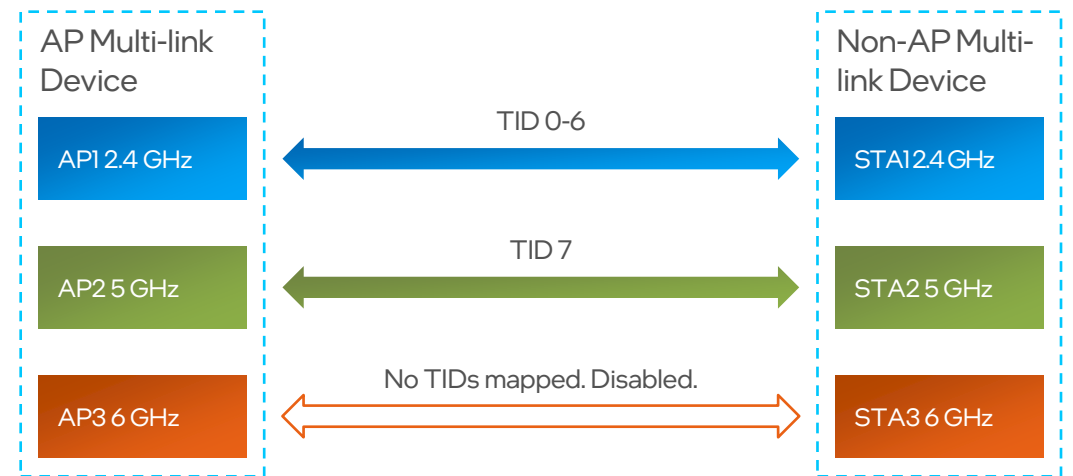 AP Multi-link
Device
Non-AP Multi-
link Device
TID 0-6
AP1 2.4 GHz
STA1 2.4 GHz
TID 7
AP2 5 GHz
STA2 5 GHz
No TIDs mapped. Disabled.
AP3 6 GHz
STA3 6 GHz